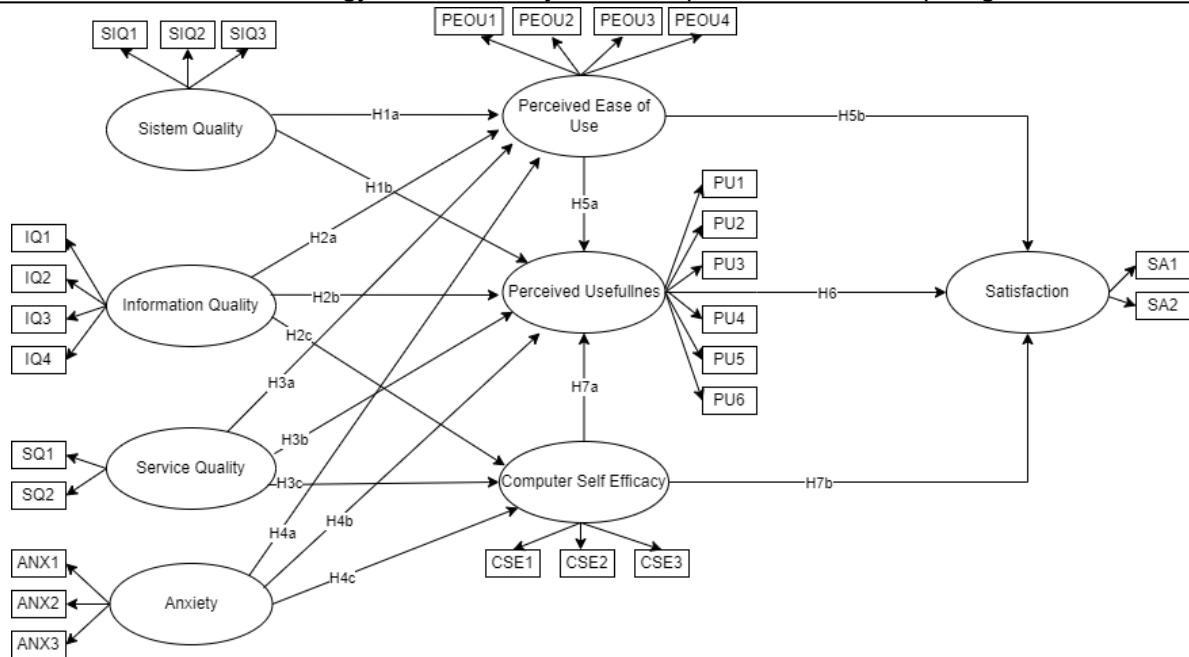 SIQ1
SIQ2
SIQ3
PEOU1
PEOU2
PEOU3
PEOU4
Sistem Quality
Perceived Ease of
Use
H1a
H5b
H1b
H2a
H5a
PU1
PU2
PU3
PU4
PU5
PU6
IQ1
IQ2
IQ3
IQ4
Information Quality
H2b
Perceived Usefullnes
H6
Satisfaction
SA1
SA2
H2c
H3a
H7a
H3b
SQ1
SQ2
Service Quality
H3c
Computer Self Efficacy
H7b
H4a
H4b
CSE1
CSE2
CSE3
ANX1
ANX2
ANX3
Anxiety
H4c